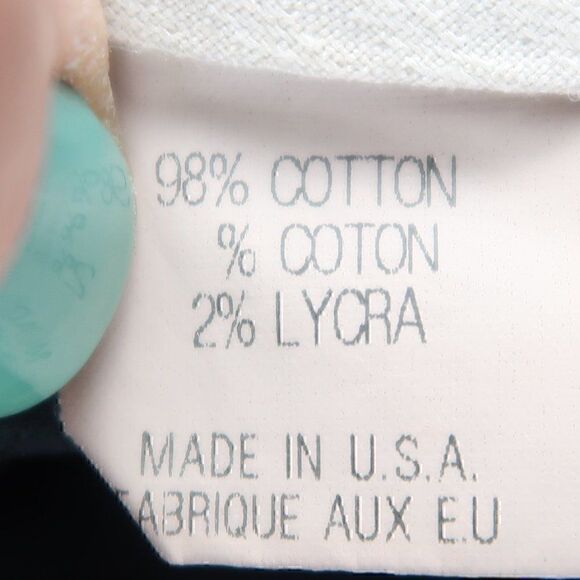 98% COTTON
% COTON
2% LYCRA
MADE IN U.S.A.
FABRIQUE AUX E.U